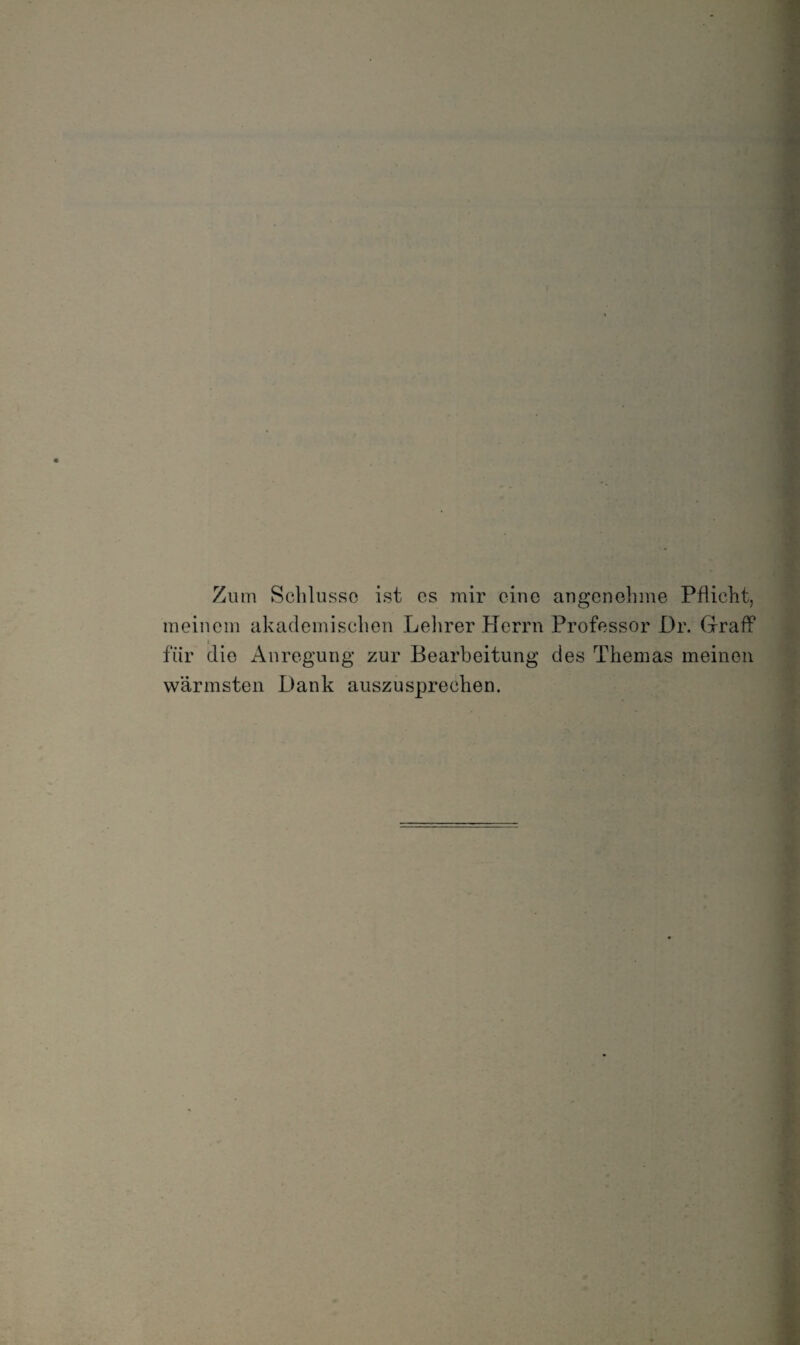 Zum Schlusse ist es mir eine angenehme Pflicht,
meinem akademischen Lehrer Herrn Professor Dr. Graff
für die Anregung zur Bearbeitung des Themas meinen
wärmsten Dank auszusprechen.